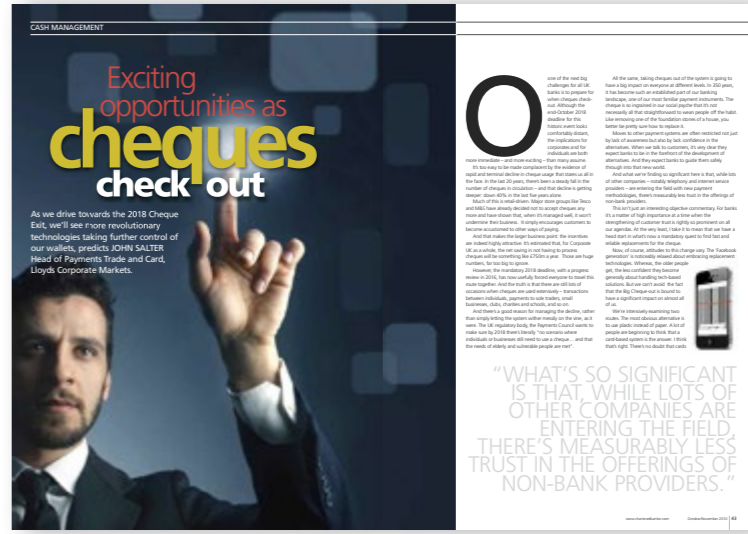 CASH MANAGEMENT
Exciting
opportunities as
cheques
check out
As we drive towards the 2018 Cheque
Exit, we'll see more revolutionary
technologies taking further control of
our wallets, predicts JOHN SALTER
Head of Payments Trade and Card,
Lloyds Corporate Markets.
O
one of the next big
challenges for all UK
banks is to prepare for
when cheques check-
out. Although the
end-October 2018
deadline for this
historic event looks
comfortably distant,
the implications for
corporates and for
individuals are both
more immediate – and more exciting – than many assume.
It's too easy to be made complacent by the evidence of
rapid and terminal decline in cheque usage that stares us all in
the face. In the last 20 years, there's been a steady fall in the
number of cheques in circulation – and that decline is getting
steeper: down 40% in the last five years alone.
Much of this is retail-driven. Major store groups like Tesco
and M&S have already decided not to accept cheques any
more and have shown that, when it's managed well, it won't
undermine their business. It simply encourages customers to
become accustomed to other ways of paying.
And that makes the larger business point: the incentives
are indeed highly attractive. It's estimated that, for Corporate
UK as a whole, the net saving in not having to process
cheques will be something like £750m a year. Those are huge
numbers, far too big to ignore.
However, the mandatory 2018 deadline, with a progress
review in 2016, has now usefully forced everyone to travel this
route together. And the truth is that there are still lots of
occasions when cheques are used extensively – transactions
between individuals, payments to sole traders, small
businesses, clubs, charities and schools, and so on.
And there's a good reason for managing the decline, rather
than simply letting the system wither messily on the vine, as it
were. The UK regulatory body, the Payments Council wants to
make sure by 2018 there's literally "no scenario where
individuals or businesses still need to use a cheque... and that
the needs of elderly and vulnerable people are met".
All the same, taking cheques out of the system is going to
have a big impact on everyone at different levels. In 350 years,
it has become such an established part of our banking
landscape, one of our most familiar payment instruments. The
cheque is so ingrained in our social psyche that it's not
necessarily all that straightforward to wean people off the habit.
Like removing one of the foundation stones of a house, you
better be pretty sure how to replace it.
Moves to other payment systems are often restricted not just
by lack of awareness but also by lack of confidence in the
alternatives. When we talk to customers, it's very clear they
expect banks to be in the forefront of the development of
alternatives. And they expect banks to guide them safely
through into that new world.
And what we're finding so significant here is that, while lots
of other companies – notably telephony and internet service
providers – are entering the field with new payment
methodologies, there's measurably less trust in the offerings of
non-bank providers.
This isn't just an interesting objective commentary. For banks
it's a matter of high importance at a time when the
strengthening of customer trust is rightly so prominent on all
our agendas. At the very least, I take it to mean that we have a
head start in what's now a mandatory quest to find fast and
reliable replacements for the cheque.
Now, of course, attitudes to this change vary. The 'Facebook
generation' is noticeably relaxed about embracing replacement
technologies. Whereas, the older people
get, the less confident they become
generally about handling tech-based
solutions. But we can't avoid the fact
that the Big Cheque-out is bound to
have a significant impact on almost all
of us.
We're intensively examining two
routes. The most obvious alternative is
to use plastic instead of paper. A lot of
people are beginning to think that a
card-based system is the answer. I think
that's right. There's no doubt that cards
"WHAT'S SO SIGNIFICANT
IS THAT, WHILE LOTS OF
OTHER COMPANIES ARE
ENTERING THE FIELD,
THERE'S MEASURABLY LESS
TRUST IN THE OFFERINGS OF
NON-BANK PROVIDERS."
www.charteredbanker.com October/November 2010 43